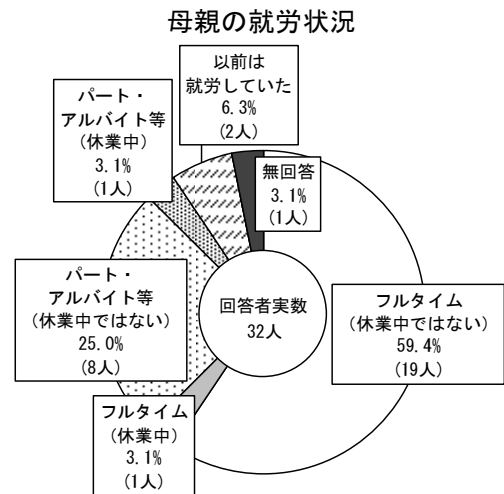 母親の就労状況
以前は
就労していた
6.3%
(2人)
パート・
アルバイト等
(休業中)
3.1%
(1人)
無回答
3.1%
(1人)
回答者実数
32人
フルタイム
(休業中ではない)
59.4%
(19人)
パート・
アルバイト等
(休業中ではない)
25.0%
(8人)
フルタイム
(休業中)
3.1%
(1人)